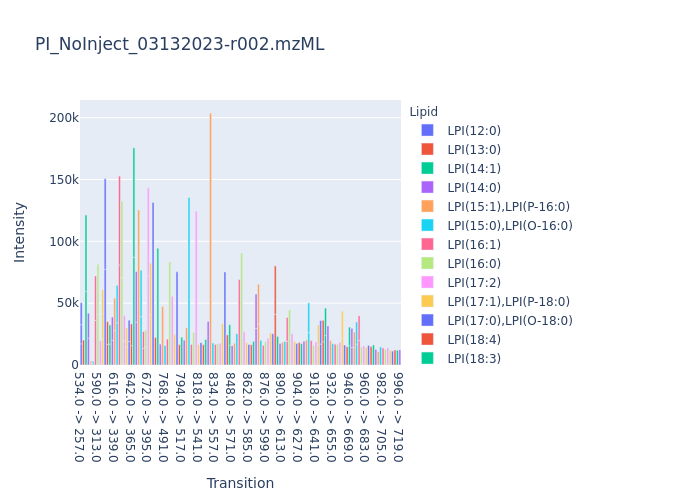 PI_NoInject_03132023-r002.mzML
Intensity
200k
150k
100k
50k
0
534.0 -> 257.0
590.0 -> 313.0
616.0 -> 339.0
642.0 -> 365.0
672.0 -> 395.0
768.0 -> 491.0
794.0 -> 517.0
818.0 -> 541.0
834.0 -> 557.0
848.0 -> 571.0
862.0 -> 585.0
876.0 -> 599.0
890.0 -> 613.0
904.0 -> 627.0
918.0 -> 641.0
932.0 -> 655.0
946.0 -> 669.0
960.0 -> 683.0
982.0 -> 705.0
996.0 -> 719.0
Transition
Lipid
LPI(12:0)
LPI(13:0)
LPI(14:1)
LPI(14:0)
LPI(15:1),LPI(P-16:0)
LPI(15:0),LPI(O-16:0)
LPI(16:1)
LPI(16:0)
LPI(17:2)
LPI(17:1),LPI(P-18:0)
LPI(17:0),LPI(O-18:0)
LPI(18:4)
LPI(18:3)